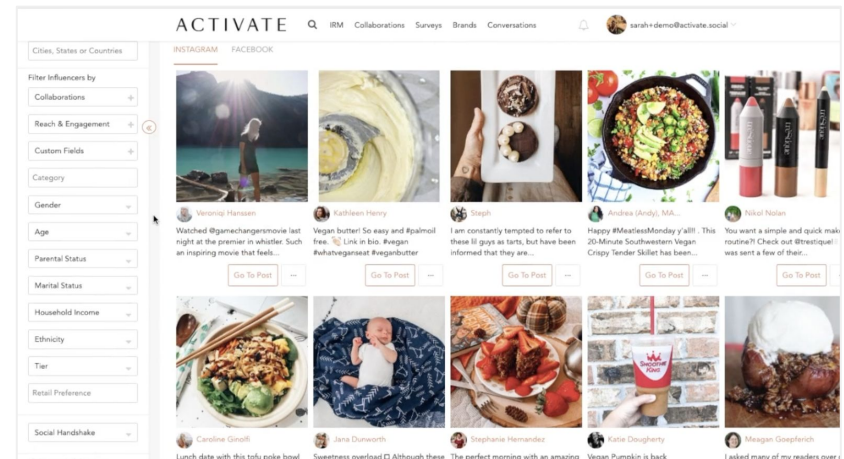 ACTIVATE
IRM Collaborations Surveys Brands Conversations
sarah+demo@activate.social
Cities, States or Countries
Filter Influencers by
Collaborations
Reach & Engagement
Custom Fields
Category
Gender
Age
Parental Status
Marital Status
Household Income
Ethnicity
Tier
Retail Preference
Social Handshake
INSTAGRAM FACEBOOK
Veroniqi Hanssen
Watched @gamechangersmovie last
night at the premier in whistler. Such
an inspiring movie that feels...
Go To Post ...
Kathleen Henry
Vegan butter! So easy and #palmoil
free. Link in bio. #vegan
#whatveganseat #veganbutter
Go To Post ...
Steph
I am constantly tempted to refer to
these lil guys as tarts, but have been
informed that they are...
Go To Post ...
Andrea (Andy), MA...
Happy #MeatlessMonday y'all!! . This
20-Minute Southwestern Vegan
Crispy Tender Skillet has been...
Go To Post ...
trèStiQue
Nikol Nolan
You want a simple and quick mak
routine?! Check out @trestique
was sent a few of their...
Go To Post
Caroline Ginolfi
Lunch date with this tofu poke bowl
Jana Dunworth
Sweetness overload Although these
Stephanie Hernandez
The perfect morning with an amazing
SMOOTHIE
KING
Katie Dougherty
Vegan Pumpkin is back
Meagan Goepferich
I asked many of my readers over